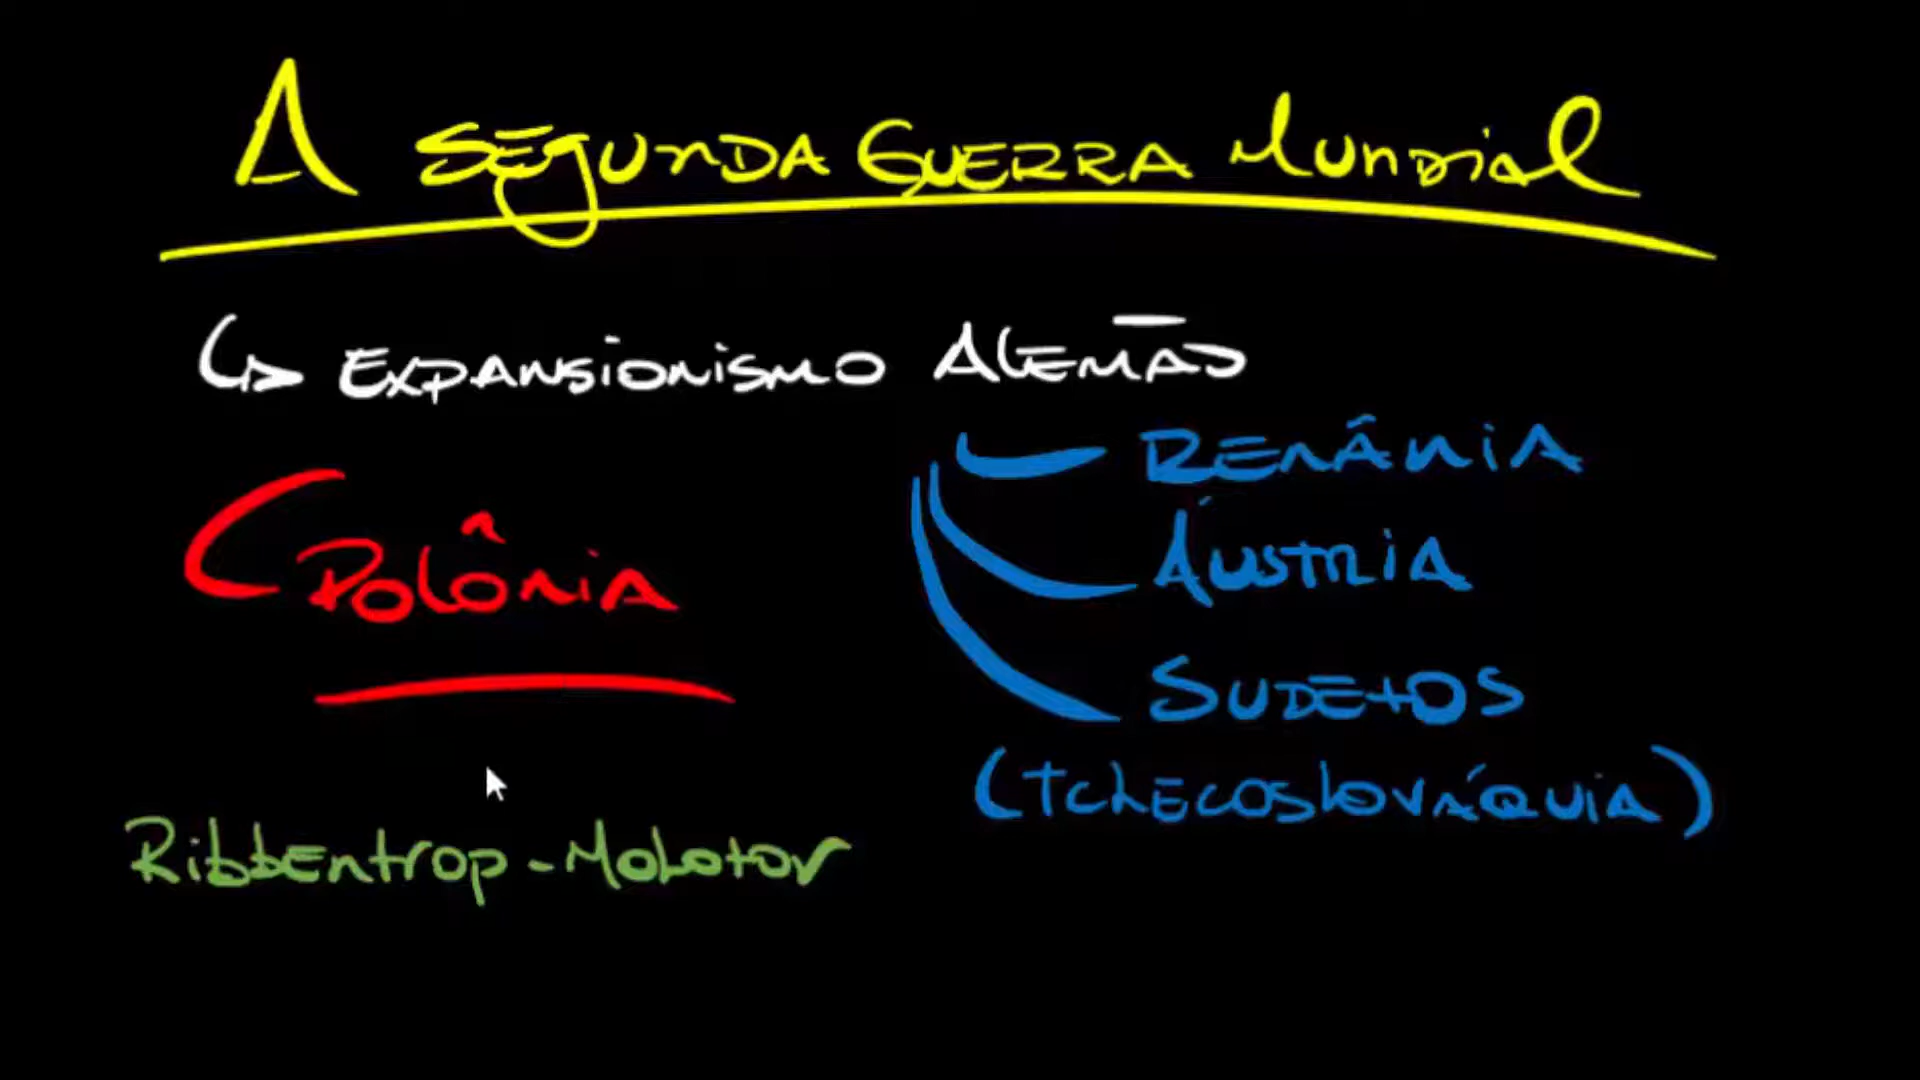 A SEGUNDA GUERRA MUNDIAL
EXPANSIONISMO ALEMÃO
RENÂNIA
ÁUSTRIA
SUDETOS
(TCHECOSLOVÁQUIA)
POLÔNIA
Ribbentrop-Molotov